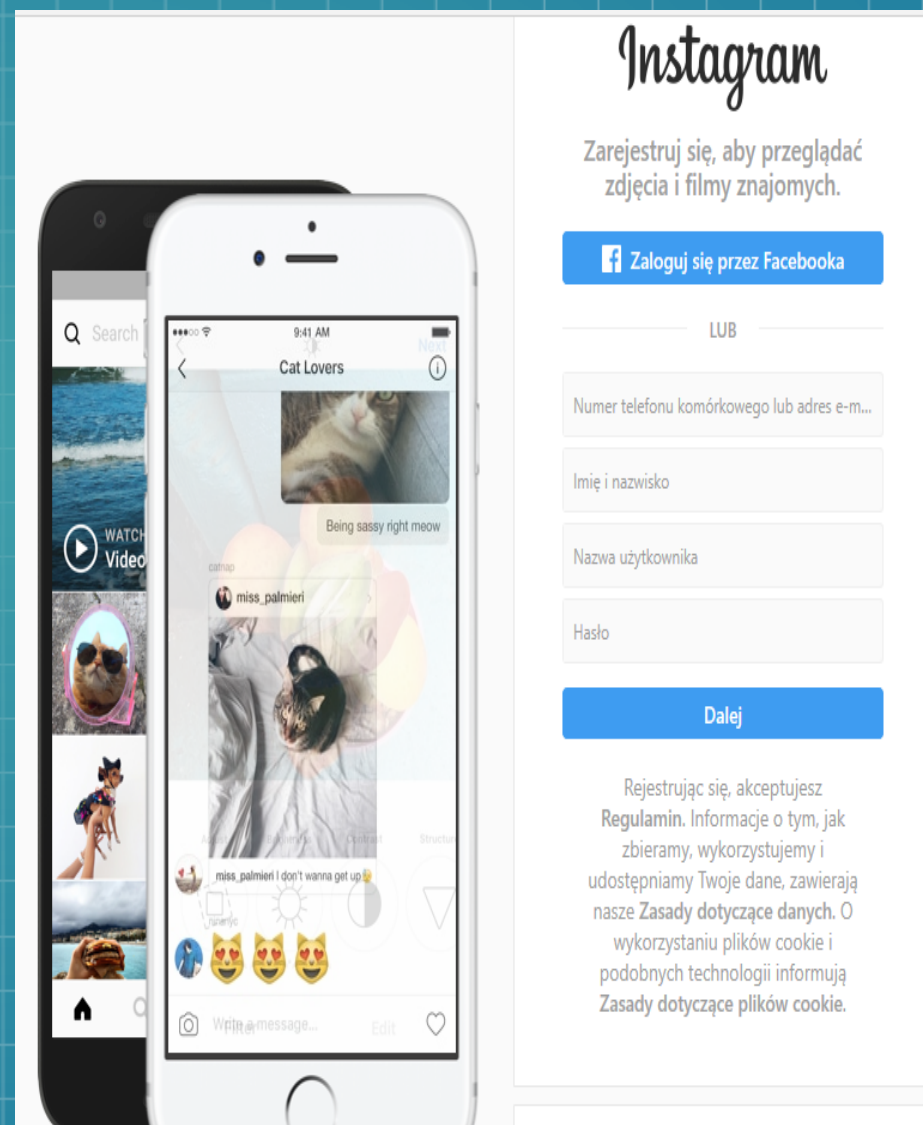 Instagram
Zarejestruj się, aby przeglądać
zdjęcia i filmy znajomych.
Zaloguj się przez Facebooka
LUB
Numer telefonu komórkowego lub adres e-m...
Imię i nazwisko
Nazwa użytkownika
Hasło
Dalej
Rejestrując się, akceptujesz
Regulamin. Informacje o tym, jak
zbieramy, wykorzystujemy i
udostępniamy Twoje dane, zawierają
nasze Zasady dotyczące danych. O
wykorzystaniu plików cookie i
podobnych technologii informują
Zasady dotyczące plików cookie.
Search
WATCH
Video
9:41 AM
Next
Cat Lovers
Being sassy right meow
catnap
miss_palmieri
Contrast
Structure
miss_palmieri I don't wanna get up
Write a message...
Filter
Edit